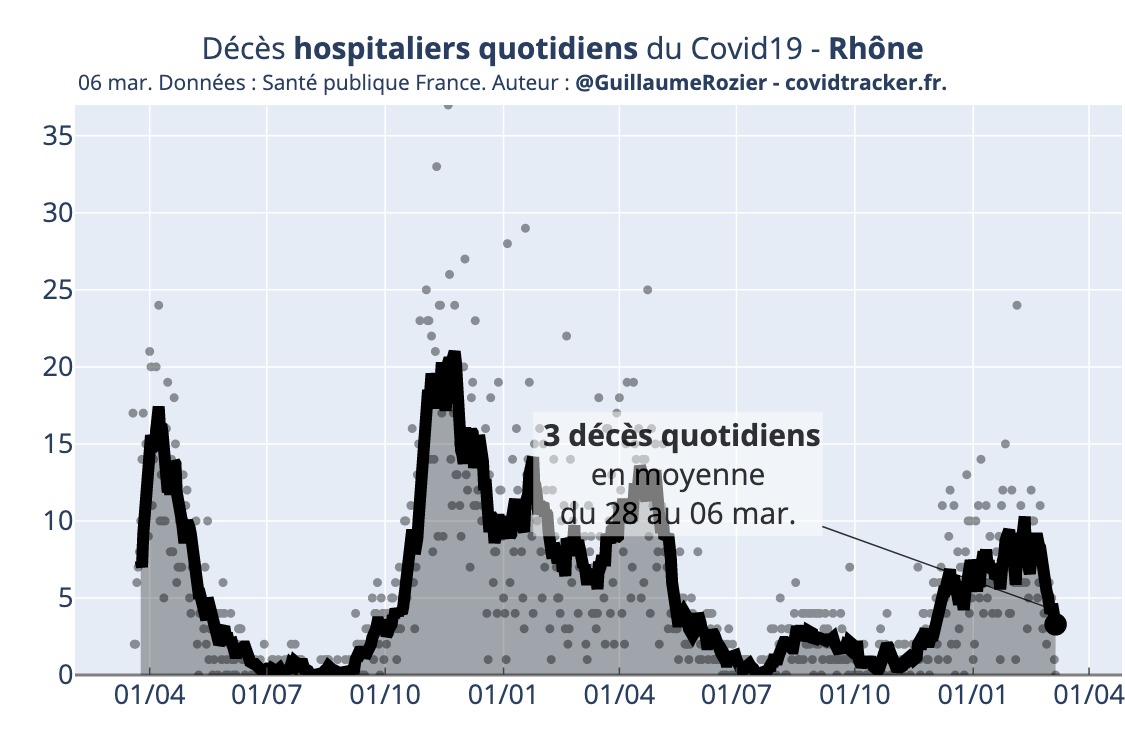 Décès hospitaliers quotidiens du Covid19 - Rhône
06 mar. Données : Santé publique France. Auteur : @GuillaumeRozier - covidtracker.fr.
35
30
25
20
15
10
5
0
3 décès quotidiens
en moyenne
du 28 au 06 mar.
01/04 01/07 01/10 01/01 01/04 01/07 01/10 01/01 01/04